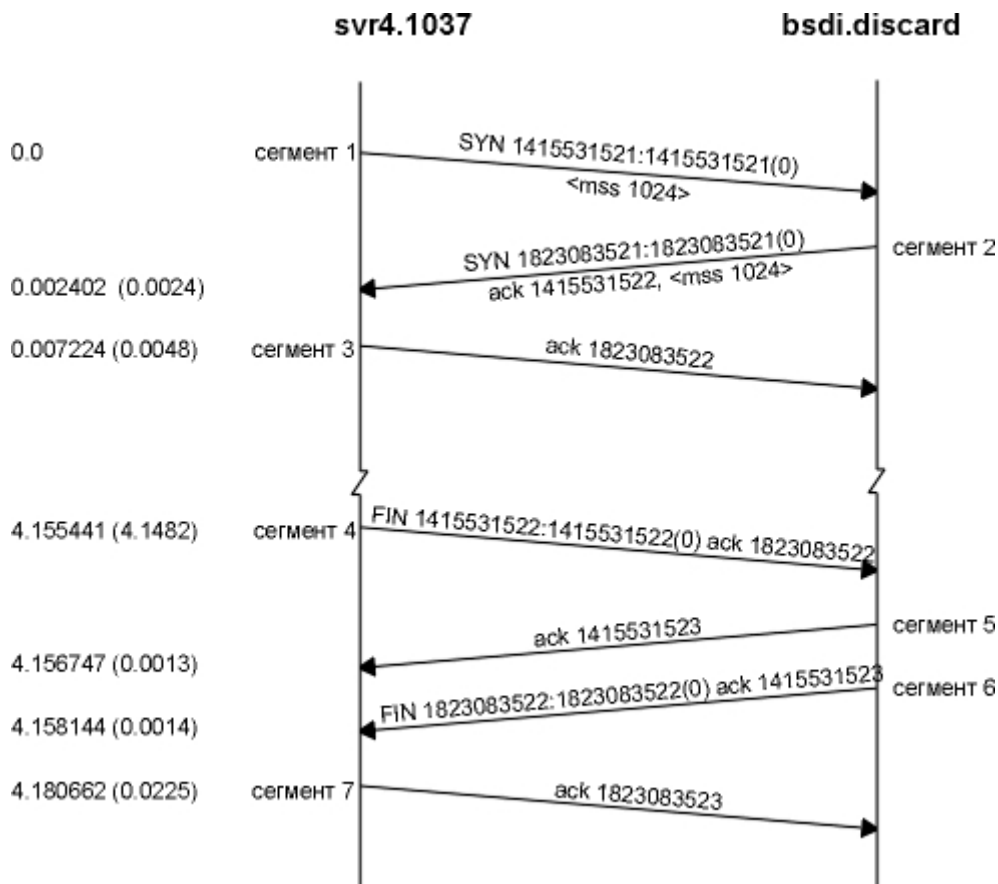 svr4.1037 bsdi.discard
0.0 сегмент 1 SYN 1415531521:1415531521(0)
<mss 1024>
SYN 1823083521:1823083521(0) сегмент 2
0.002402 (0.0024) ack 1415531522, <mss 1024>
0.007224 (0.0048) сегмент 3 ack 1823083522
4.155441 (4.1482) сегмент 4 FIN 1415531522:1415531522(0) ack 1823083522
ack 1415531523 сегмент 5
4.156747 (0.0013)
FIN 1823083522:1823083522(0) ack 1415531523 сегмент 6
4.158144 (0.0014)
4.180662 (0.0225) сегмент 7 ack 1823083523